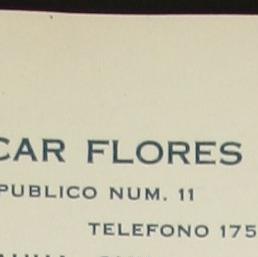 CAR FLORES
PUBLICO NUM. 11
TELEFONO 175